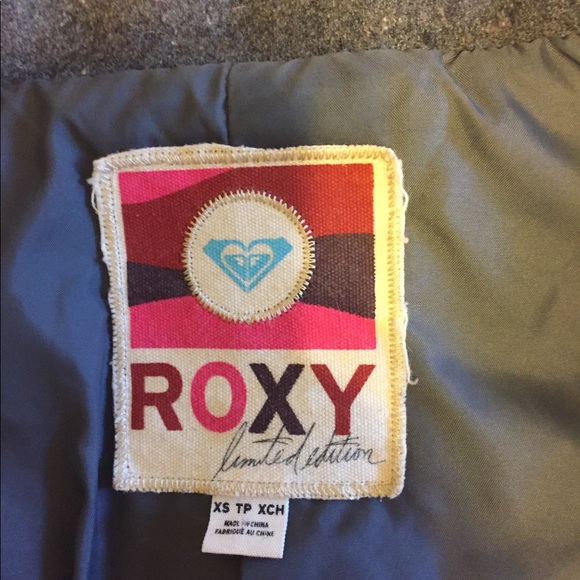 ROXY
limited edition
XS TP XCH
MADE IN CHINA
FABRIQUÉ AU CHINE